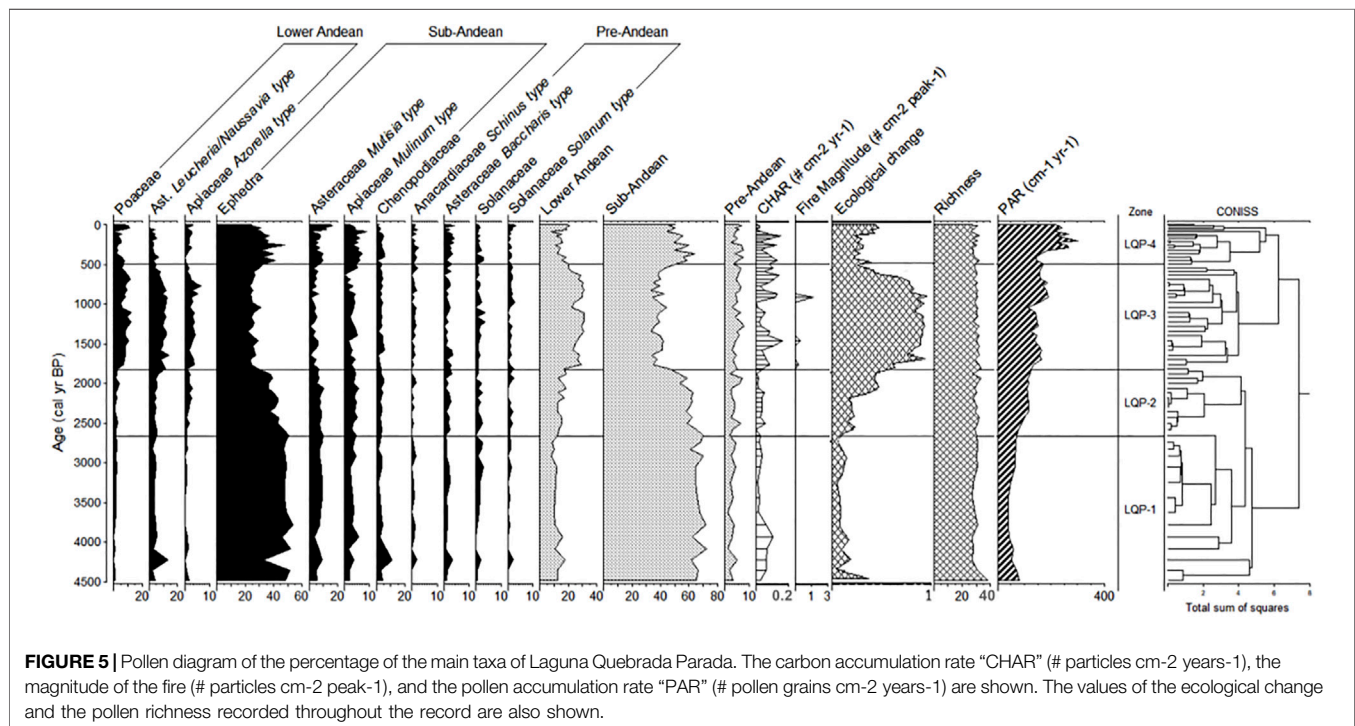 Lower Andean
Sub-Andean
Pre-Andean
Poaceae
Ast. Leucheria/Naussavia type
Apiaceae Azorella type
Ephedra
Asteraceae Mutisia type
Apiaceae Mulinum type
Chenopodiaceae
Anacardiaceae Schinus type
Asteraceae Baccharis type
Solanaceae
Solanaceae Solanum type
Lower Andean
Sub-Andean
Pre-Andean
CHAR (# cm-2 yr-1)
Fire Magnitude (# cm-2 peak-1)
Ecological change
Richness
PAR (cm-1 yr-1)
Zone
CONISS
Age (cal yr BP)
0
500
1000
1500
2000
2500
3000
3500
4000
4500
LQP-4
LQP-3
LQP-2
LQP-1
20 20 10 20 40 60 10 10 10 10 10 10 10 20 40 20 40 60 80 10 0.2 1 3 1 20 40 400
0 2 4 6 8
Total sum of squares
FIGURE 5 | Pollen diagram of the percentage of the main taxa of Laguna Quebrada Parada. The carbon accumulation rate “CHAR” (# particles cm-2 years-1), the
magnitude of the fire (# particles cm-2 peak-1), and the pollen accumulation rate “PAR” (# pollen grains cm-2 years-1) are shown. The values of the ecological change
and the pollen richness recorded throughout the record are also shown.